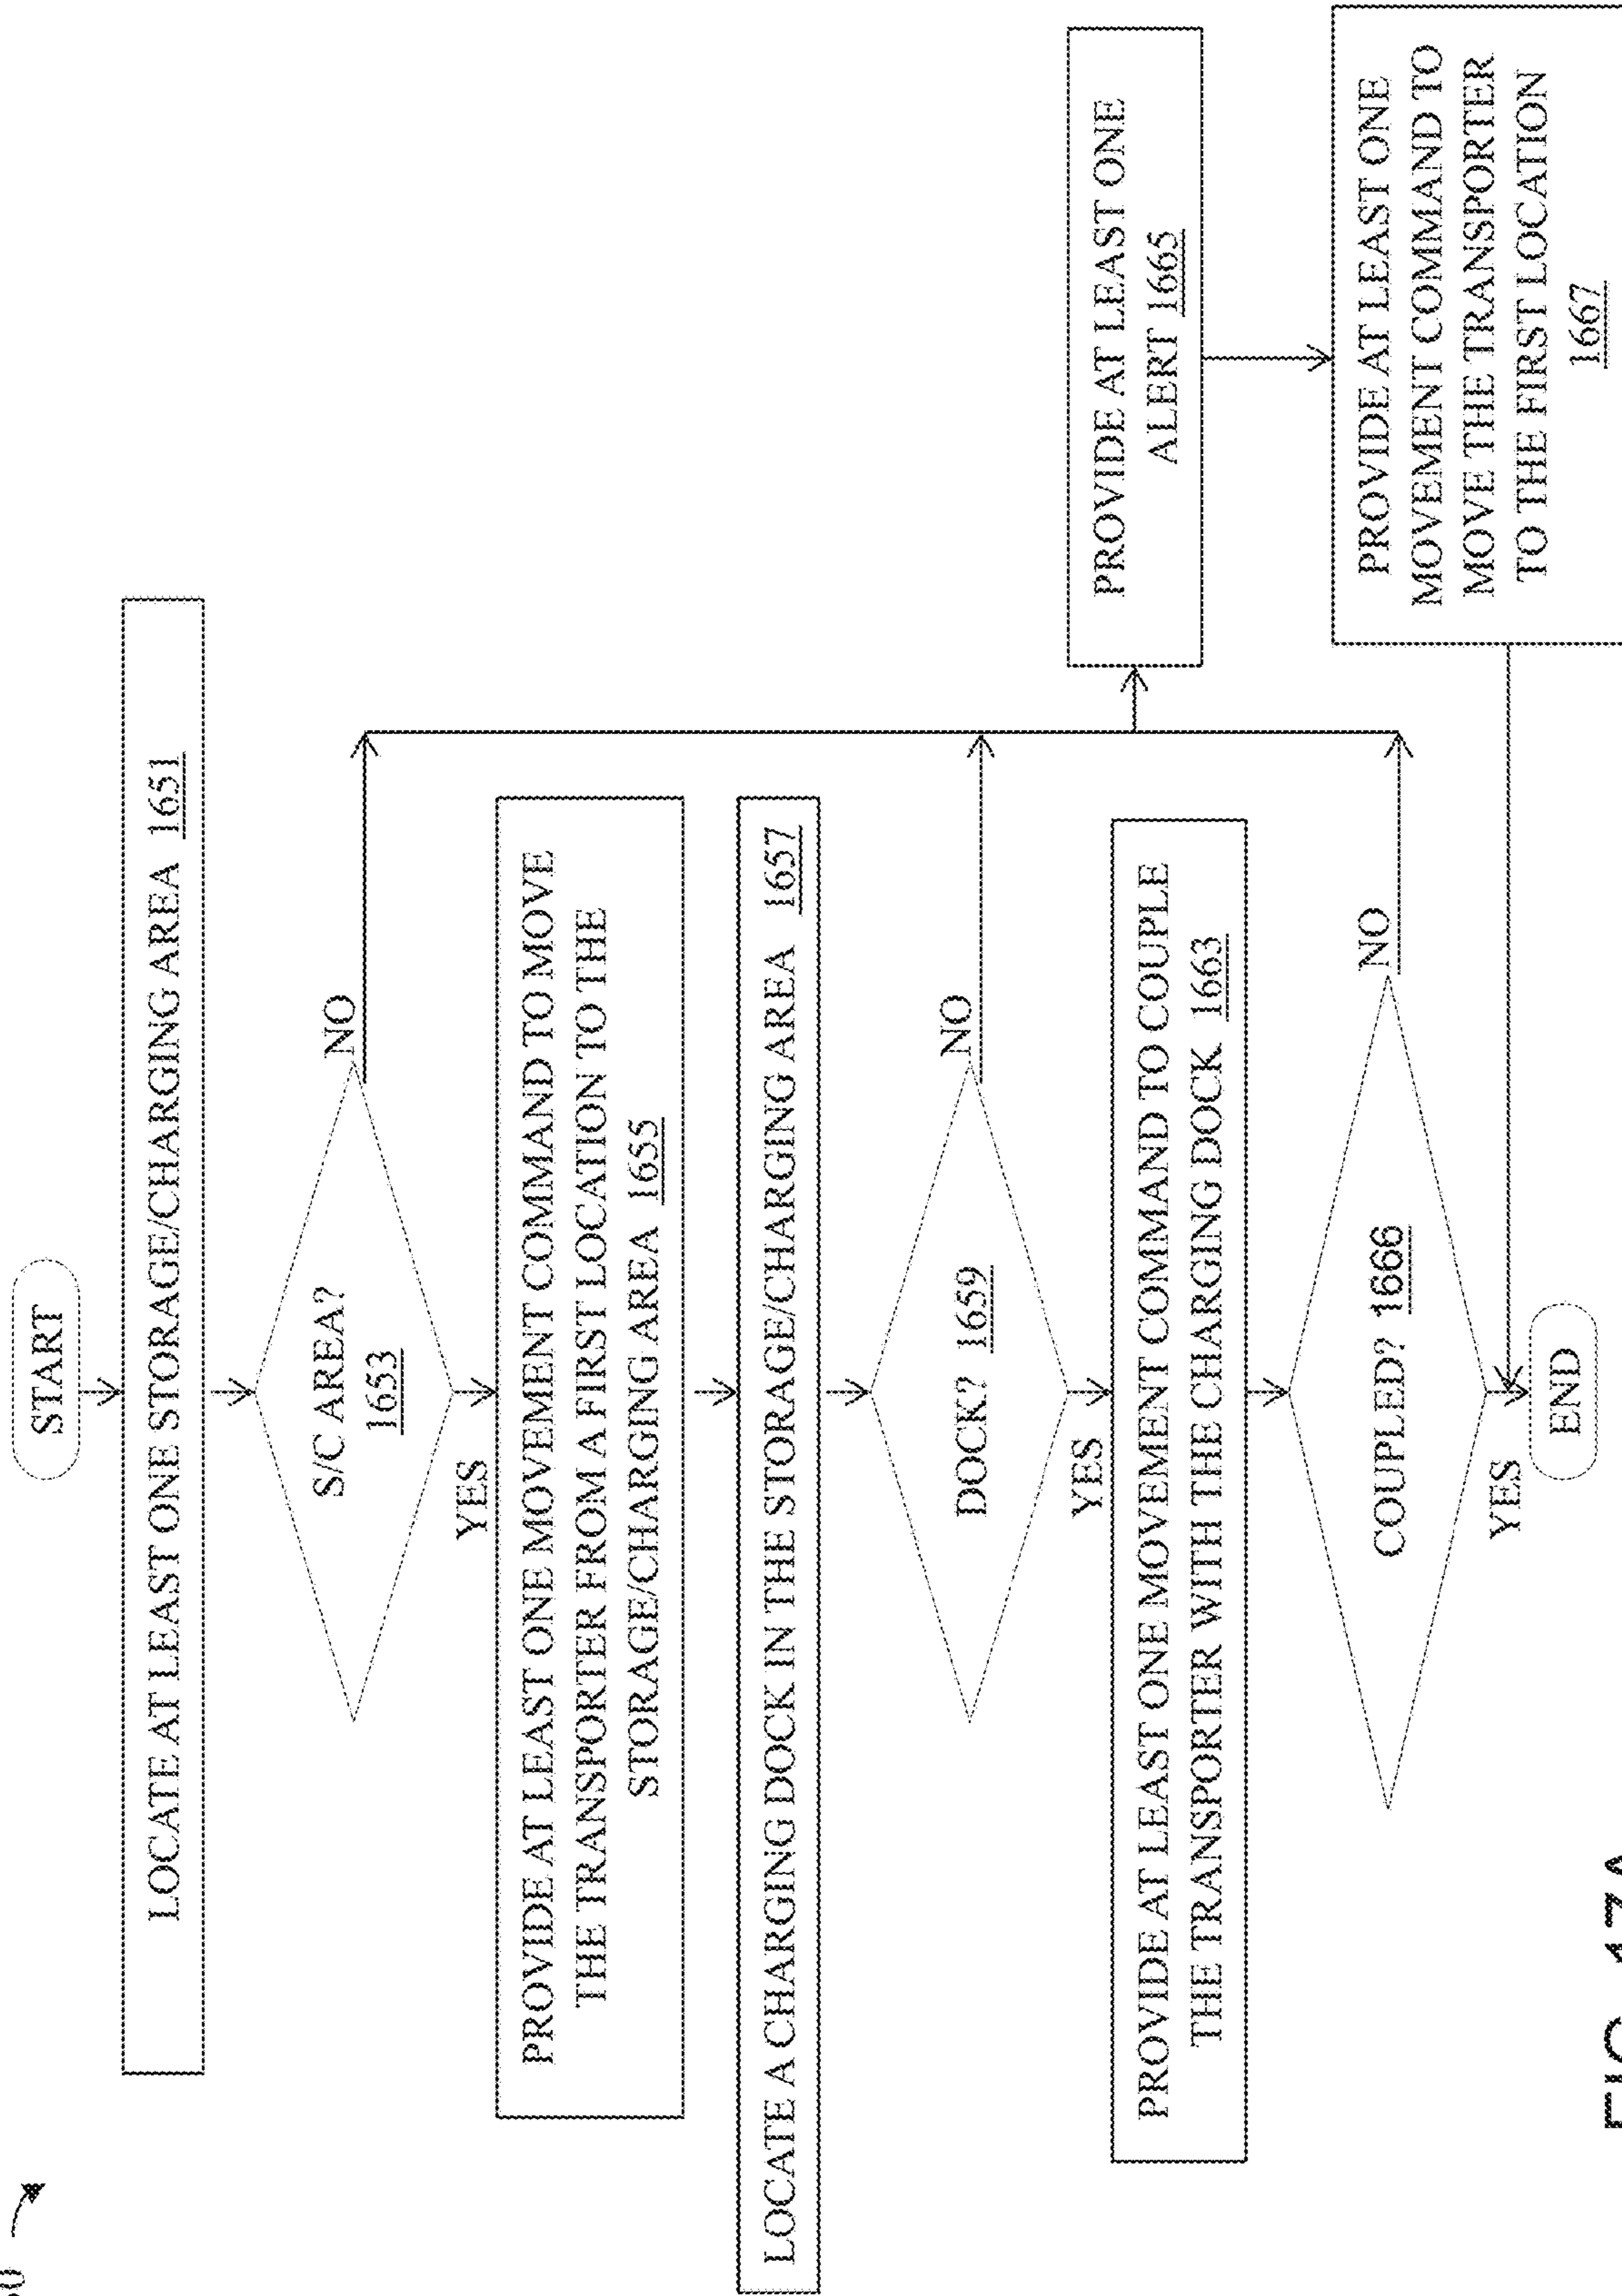 START
LOCATE AT LEAST ONE STORAGE/CHARGING AREA 1651
S/C AREA?
1653
NO
YES
PROVIDE AT LEAST ONE MOVEMENT COMMAND TO MOVE
THE TRANSPORTER FROM A FIRST LOCATION TO THE
STORAGE/CHARGING AREA 1655
LOCATE A CHARGING DOCK IN THE STORAGE/CHARGING AREA 1657
DOCK? 1659
NO
YES
PROVIDE AT LEAST ONE MOVEMENT COMMAND TO COUPLE
THE TRANSPORTER WITH THE CHARGING DOCK 1663
COUPLED? 1666
NO
YES
END
PROVIDE AT LEAST ONE
ALERT 1665
PROVIDE AT LEAST ONE
MOVEMENT COMMAND TO
MOVE THE TRANSPORTER
TO THE FIRST LOCATION
1667